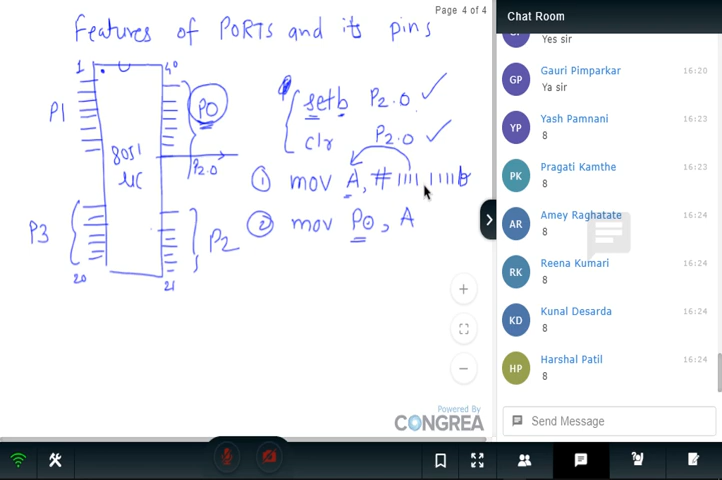 Page 4 of 4
Features of PORTs and its pins
1
40
P1
P0
8051
μC
P2.0
P3
P2
20
21
setb P2.0 ✓
clr P2.0 ✓
① mov A, #1111 1111b
② mov P0, A
Powered By
CONGREA
Chat Room
Yes sir
GP
Gauri Pimparkar
16:20
Ya sir
YP
Yash Pamnani
16:23
8
PK
Pragati Kamthe
16:23
8
AR
Amey Raghatate
16:24
8
RK
Reena Kumari
16:24
8
KD
Kunal Desarda
16:24
8
HP
Harshal Patil
16:24
8
Send Message